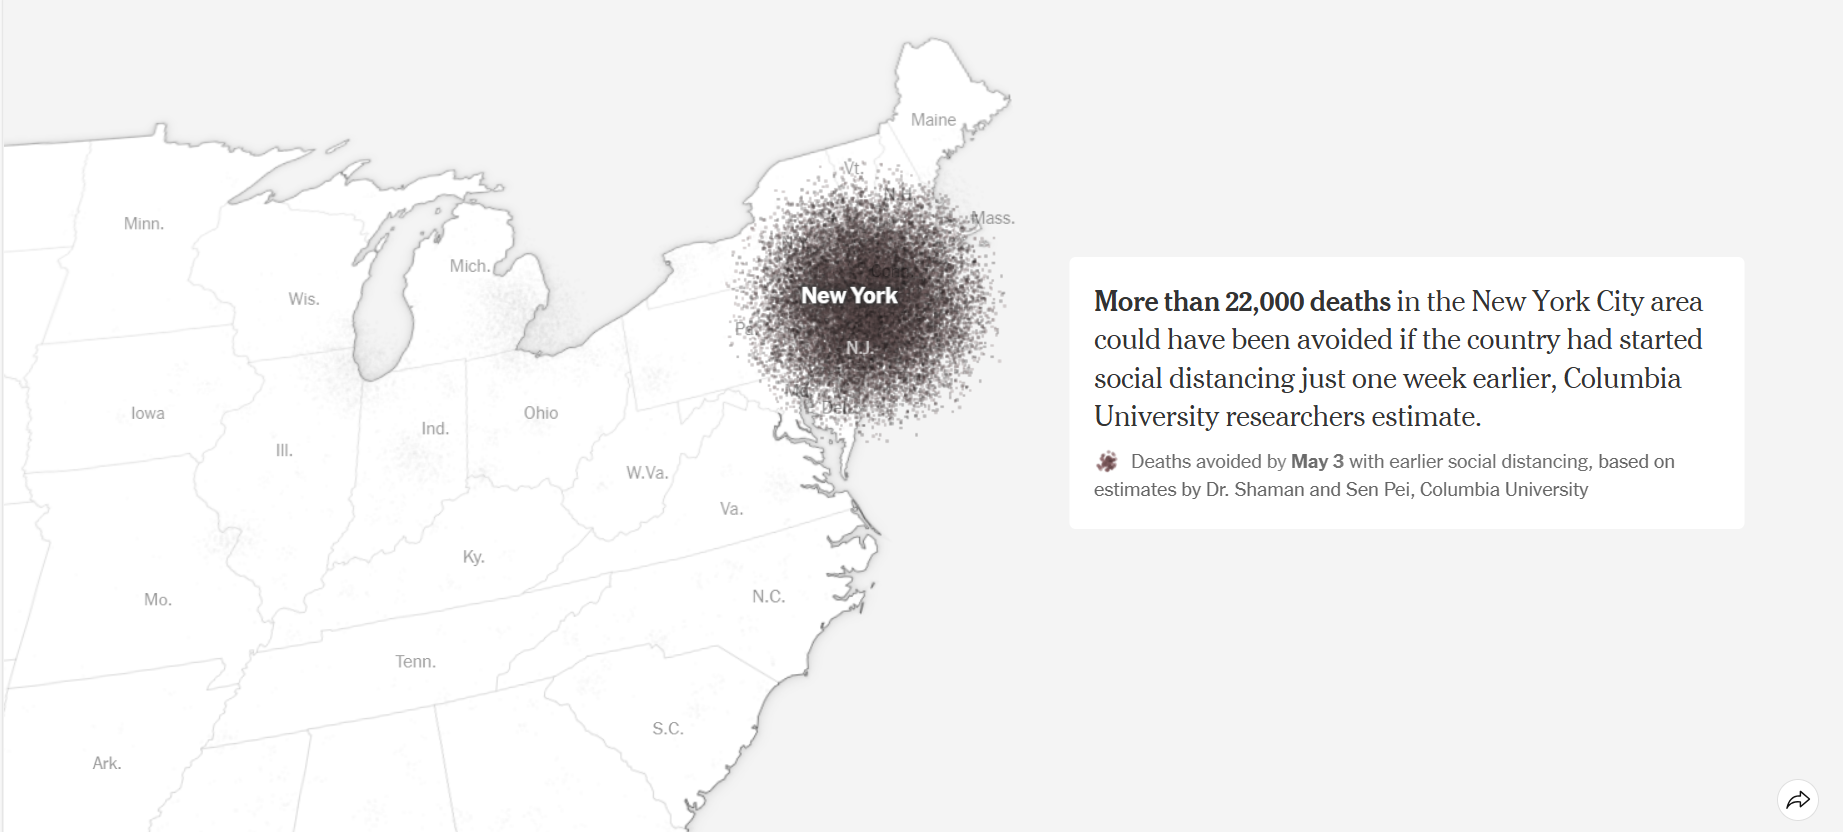 Maine
Vt.
N.H.
Mass.
Minn.
Mich.
Wis.
Conn.
New York
Pa.
N.J.
Md.
Del.
Iowa
Ohio
Ind.
Ill.
W.Va.
Va.
Ky.
Mo.
N.C.
Tenn.
S.C.
Ark.
More than 22,000 deaths in the New York City area
could have been avoided if the country had started
social distancing just one week earlier, Columbia
University researchers estimate.
Deaths avoided by May 3 with earlier social distancing, based on
estimates by Dr. Shaman and Sen Pei, Columbia University